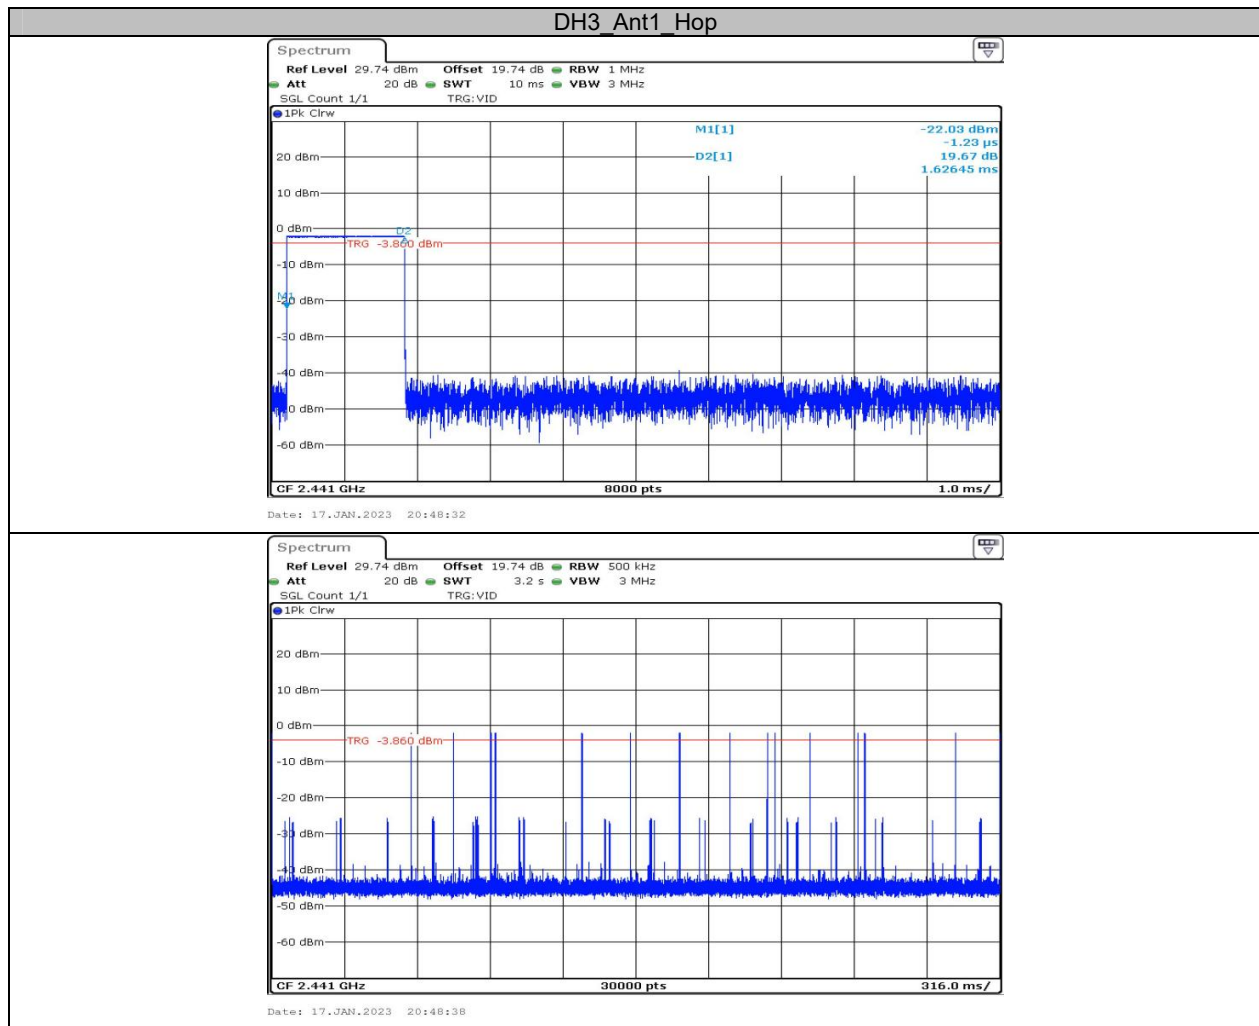 DH3_Ant1_Hop
Spectrum
Ref Level 29.74 dBm Offset 19.74 dB RBW 1 MHz
Att 20 dB SWT 10 ms VBW 3 MHz
SGL Count 1/1 TRG:VID
1Pk Clrw
M1[1] -22.03 dBm
-1.23 µs
20 dBm D2[1] 19.67 dB
1.62645 ms
10 dBm
0 dBm
D2
TRG -3.860 dBm
-10 dBm
M1
-20 dBm
-30 dBm
-40 dBm
-50 dBm
-60 dBm
CF 2.441 GHz 8000 pts 1.0 ms/
Date: 17.JAN.2023 20:48:32
Spectrum
Ref Level 29.74 dBm Offset 19.74 dB RBW 500 kHz
Att 20 dB SWT 3.2 s VBW 3 MHz
SGL Count 1/1 TRG:VID
1Pk Clrw
20 dBm
10 dBm
0 dBm
TRG -3.860 dBm
-10 dBm
-20 dBm
-30 dBm
-40 dBm
-50 dBm
-60 dBm
CF 2.441 GHz 30000 pts 316.0 ms/
Date: 17.JAN.2023 20:48:38